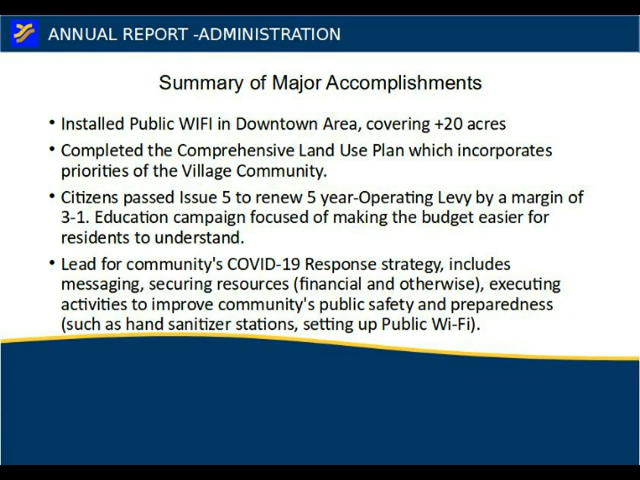 ANNUAL REPORT -ADMINISTRATION
Summary of Major Accomplishments
• Installed Public WIFI in Downtown Area, covering +20 acres
• Completed the Comprehensive Land Use Plan which incorporates
priorities of the Village Community.
• Citizens passed Issue 5 to renew 5 year-Operating Levy by a margin of
3-1. Education campaign focused of making the budget easier for
residents to understand.
• Lead for community's COVID-19 Response strategy, includes
messaging, securing resources (financial and otherwise), executing
activities to improve community's public safety and preparedness
(such as hand sanitizer stations, setting up Public Wi-Fi).